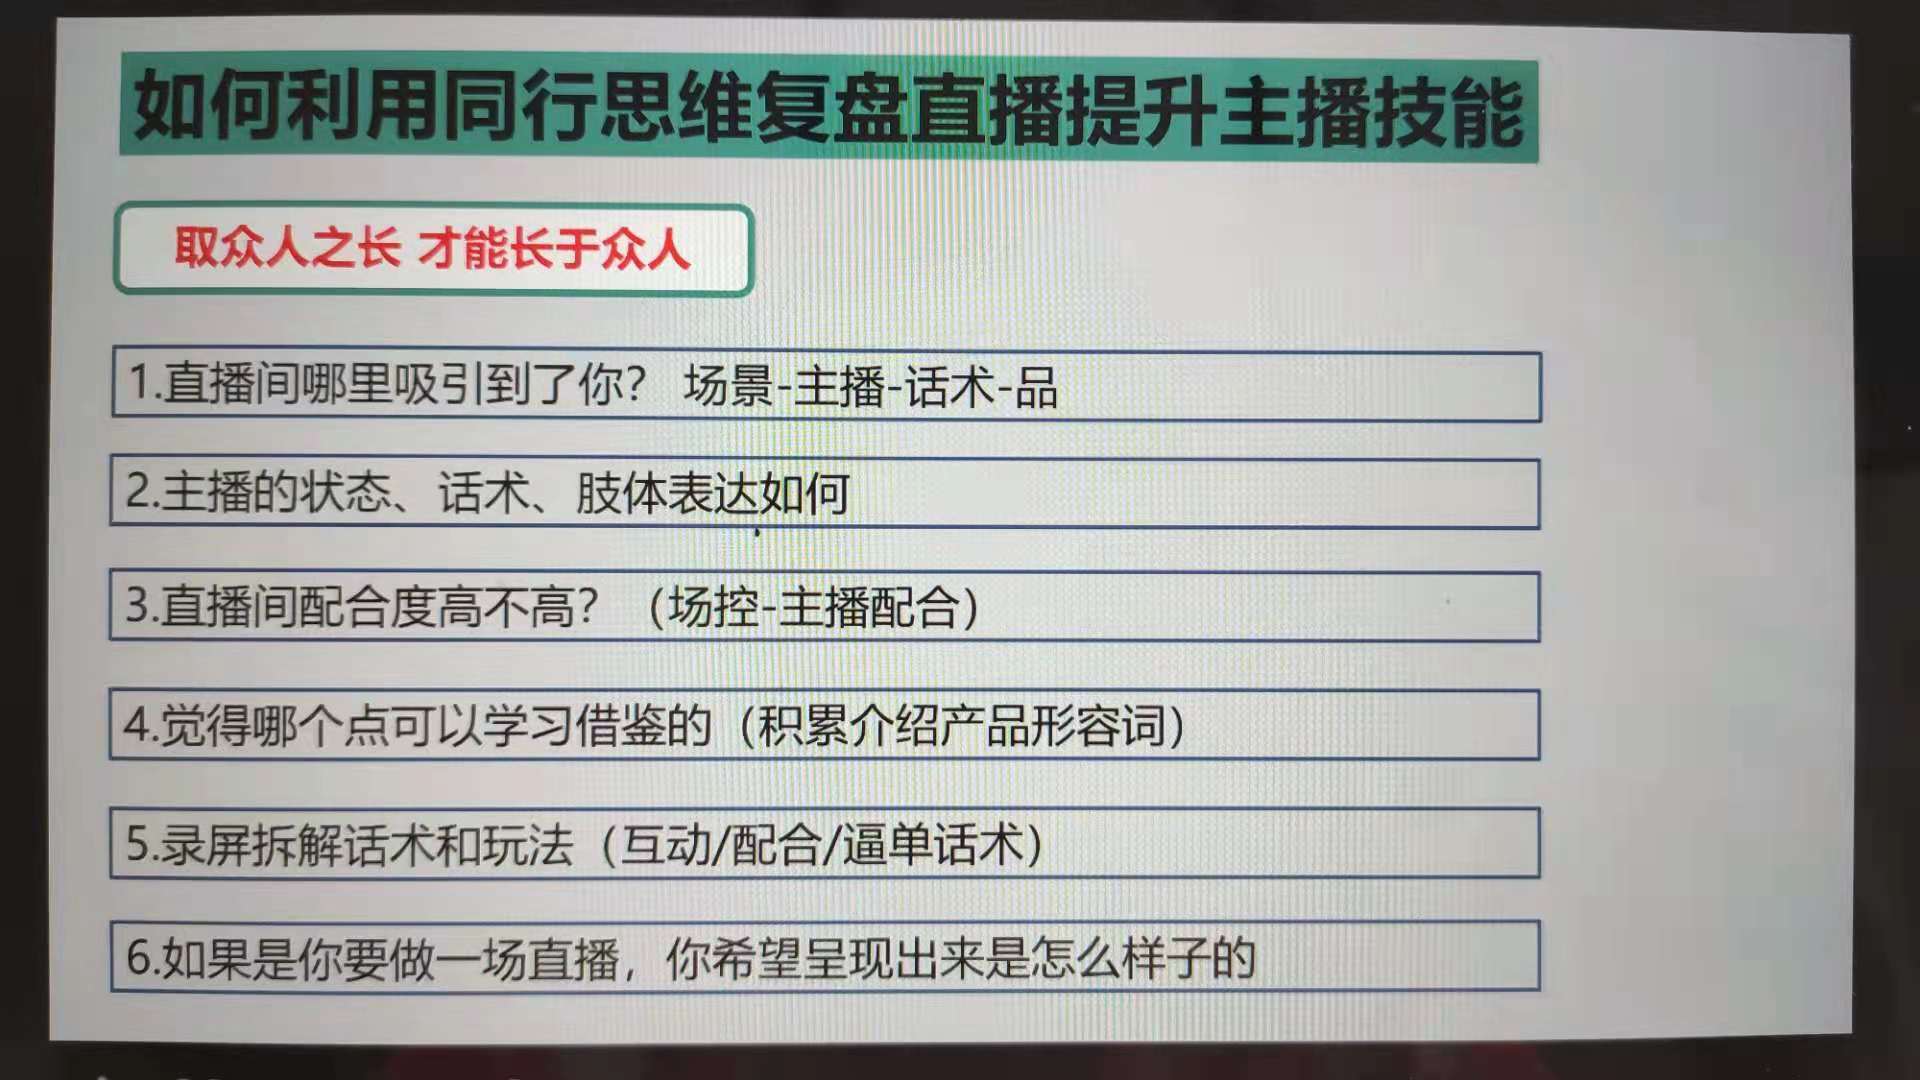 如何利用同行思维复盘直播提升主播技能
取众人之长 才能长于众人
1.直播间哪里吸引到了你? 场景-主播-话术-品
2.主播的状态、话术、肢体表达如何
3.直播间配合度高不高? （场控-主播配合）
4.觉得哪个点可以学习借鉴的（积累介绍产品形容词）
5.录屏拆解话术和玩法（互动/配合/逼单话术）
6.如果是你要做一场直播，你希望呈现出来是怎么样子的